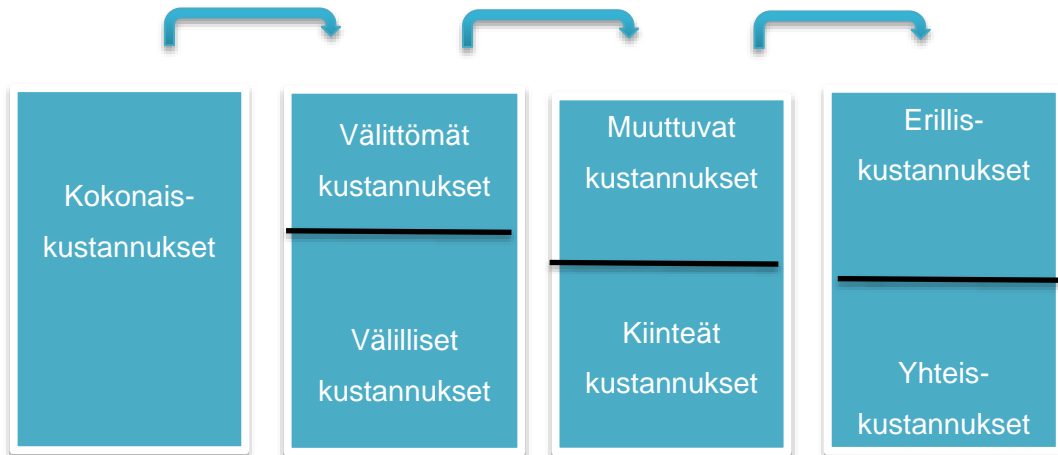 Kokonais-
kustannukset
Välittömät
kustannukset
Välilliset
kustannukset
Muuttuvat
kustannukset
Kiinteät
kustannukset
Erillis-
kustannukset
Yhteis-
kustannukset